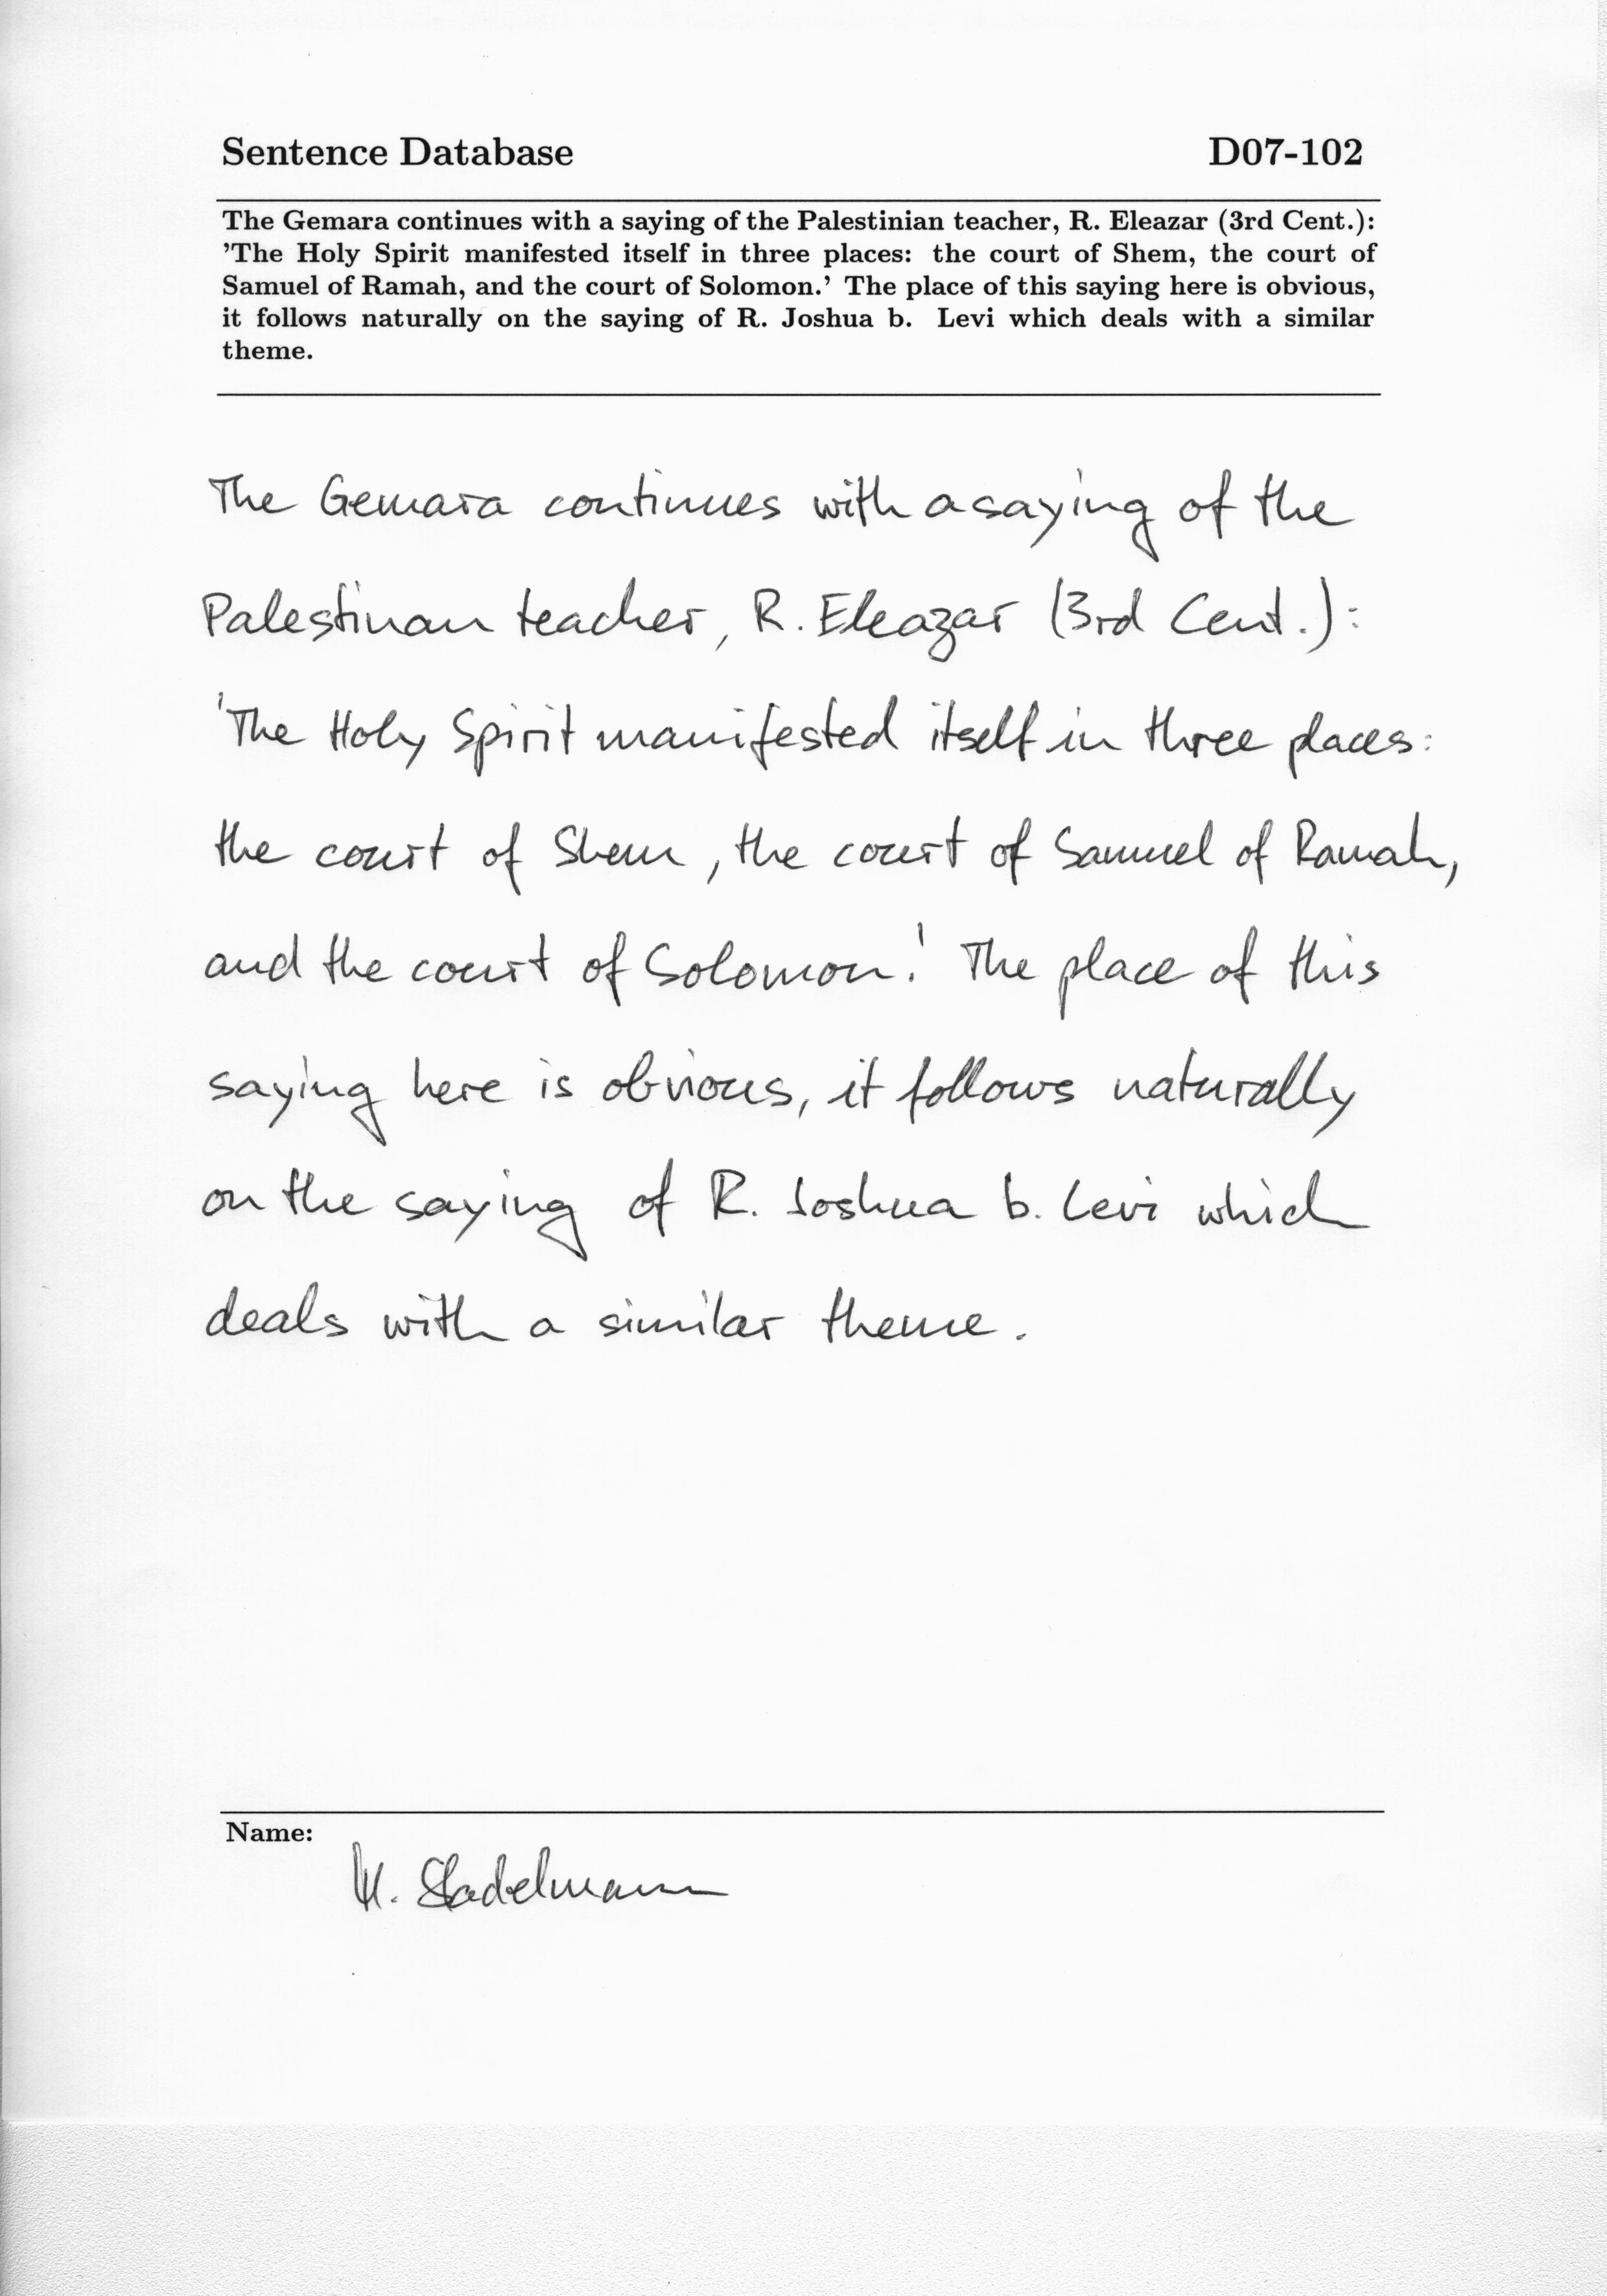 Sentence Database D07-102
The Gemara continues with a saying of the Palestinian teacher, R. Eleazar (3rd Cent.):
'The Holy Spirit manifested itself in three places: the court of Shem, the court of
Samuel of Ramah, and the court of Solomon.' The place of this saying here is obvious,
it follows naturally on the saying of R. Joshua b. Levi which deals with a similar
theme.
The Gemara continues with a saying of the
Palestinan teacher, R. Eleazar (3rd Cent.):
'The Holy Spirit manifested itself in three places:
the court of Shem, the court of Samuel of Ramah,
and the court of Solomon.' The place of this
saying here is obvious, it follows naturally
on the saying of R. Joshua b. Levi which
deals with a similar theme.
Name:
W. Stadelmann